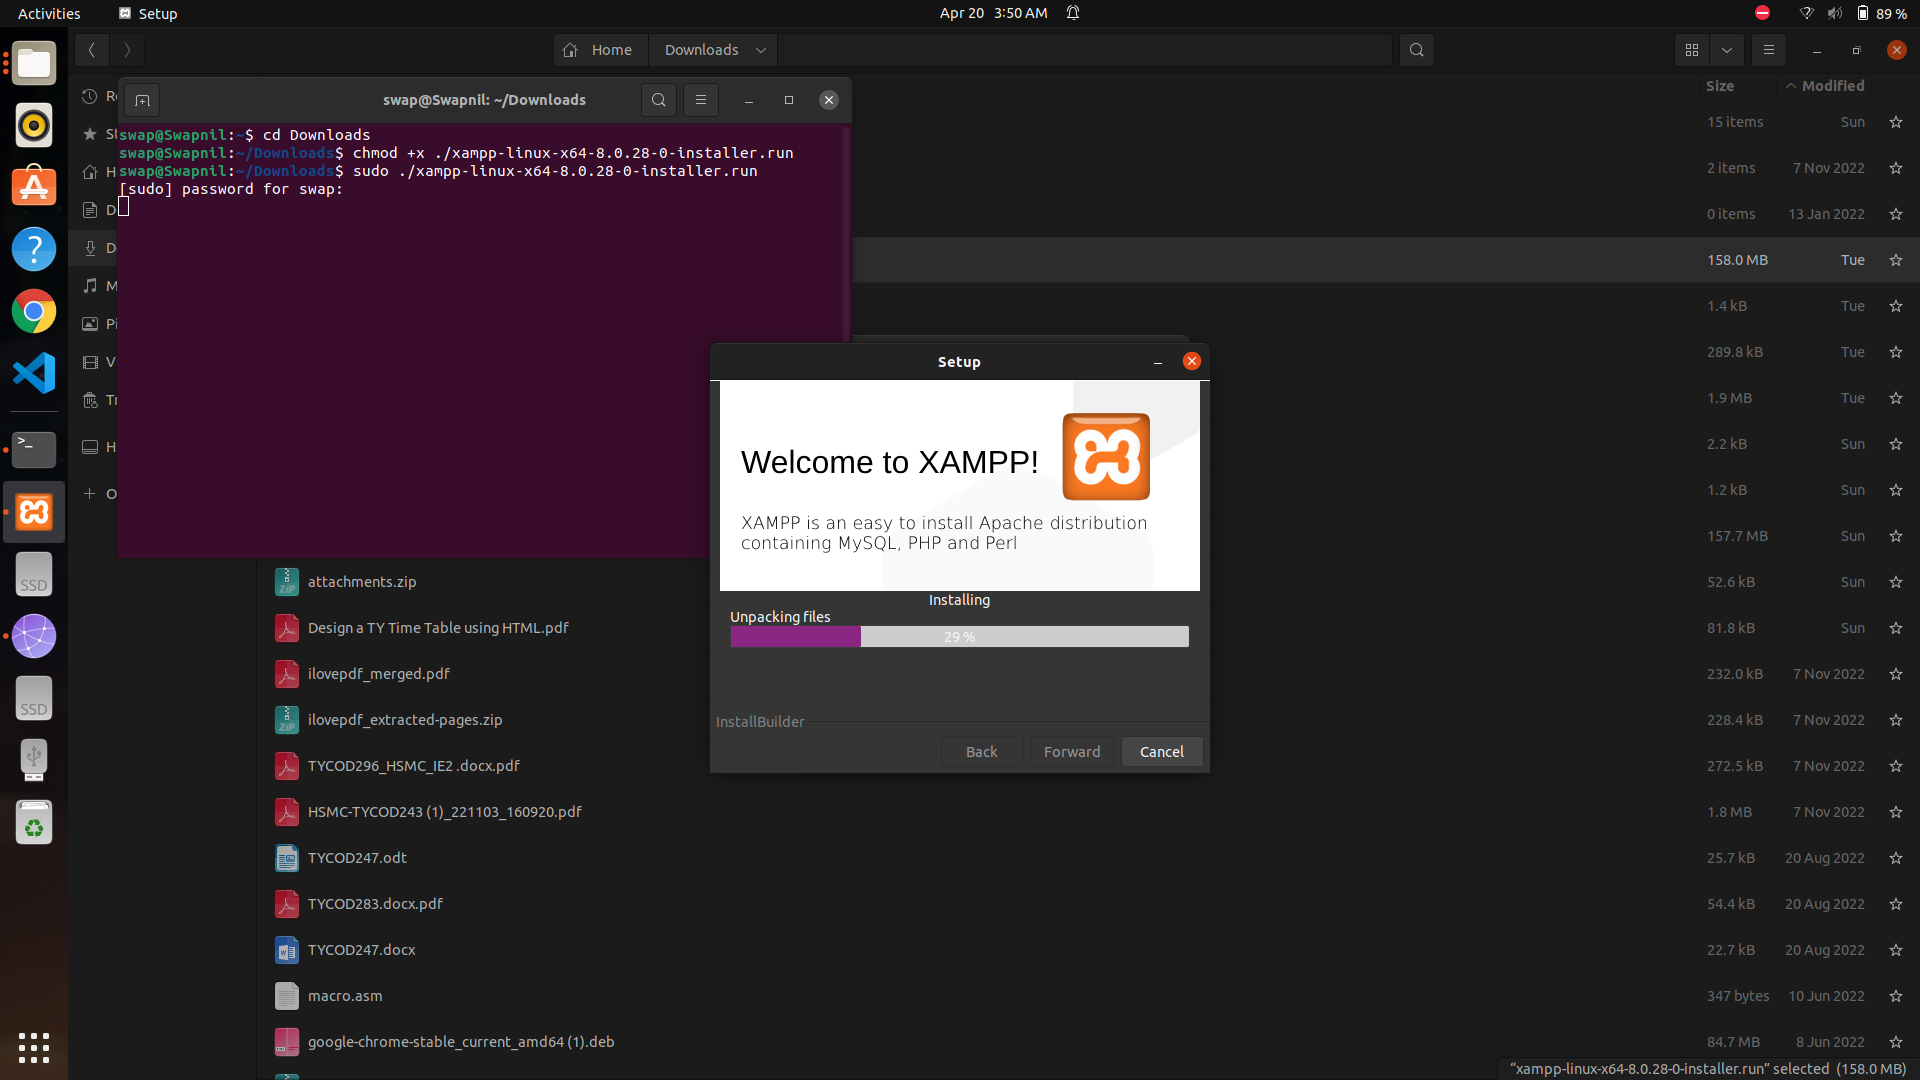 Activities
Setup
Apr 20 3:50 AM
89 %
Home
Downloads
Size
Modified
swap@Swapnil: ~/Downloads
swap@Swapnil:~$ cd Downloads
swap@Swapnil:~/Downloads$ chmod +x ./xampp-linux-x64-8.0.28-0-installer.run
swap@Swapnil:~/Downloads$ sudo ./xampp-linux-x64-8.0.28-0-installer.run
[sudo] password for swap:
15 items Sun
2 items 7 Nov 2022
0 items 13 Jan 2022
158.0 MB Tue
1.4 kB Tue
289.8 kB Tue
1.9 MB Tue
2.2 kB Sun
1.2 kB Sun
157.7 MB Sun
Setup
Welcome to XAMPP!
XAMPP is an easy to install Apache distribution
containing MySQL, PHP and Perl
Installing
Unpacking files
29 %
InstallBuilder
Back
Forward
Cancel
SSD
SSD
attachments.zip 52.6 kB Sun
Design a TY Time Table using HTML.pdf 81.8 kB Sun
ilovepdf_merged.pdf 232.0 kB 7 Nov 2022
ilovepdf_extracted-pages.zip 228.4 kB 7 Nov 2022
TYCOD296_HSMC_IE2 .docx.pdf 272.5 kB 7 Nov 2022
HSMC-TYCOD243 (1)_221103_160920.pdf 1.8 MB 7 Nov 2022
TYCOD247.odt 25.7 kB 20 Aug 2022
TYCOD283.docx.pdf 54.4 kB 20 Aug 2022
TYCOD247.docx 22.7 kB 20 Aug 2022
macro.asm 347 bytes 10 Jun 2022
google-chrome-stable_current_amd64 (1).deb 84.7 MB 8 Jun 2022
“xampp-linux-x64-8.0.28-0-installer.run” selected (158.0 MB)